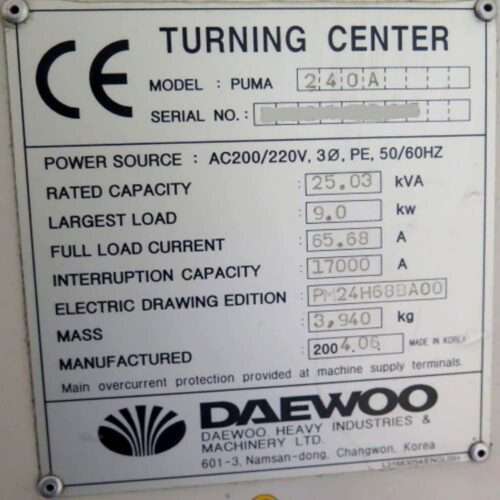 CE
TURNING CENTER
MODEL : PUMA 240A
SERIAL NO. :
POWER SOURCE : AC200/220V, 3Ø, PE, 50/60HZ
RATED CAPACITY : 25.03 kVA
LARGEST LOAD : 9.0 kw
FULL LOAD CURRENT : 65.68 A
INTERRUPTION CAPACITY : 17000 A
ELECTRIC DRAWING EDITION : PM24H68BA00
MASS : 3,940 kg
MANUFACTURED : 2004.06 MADE IN KOREA
Main overcurrent protection provided at machine supply terminals.
DAEWOO
DAEWOO HEAVY INDUSTRIES &
MACHINERY LTD.
601-3, Namsan-dong, Changwon, Korea